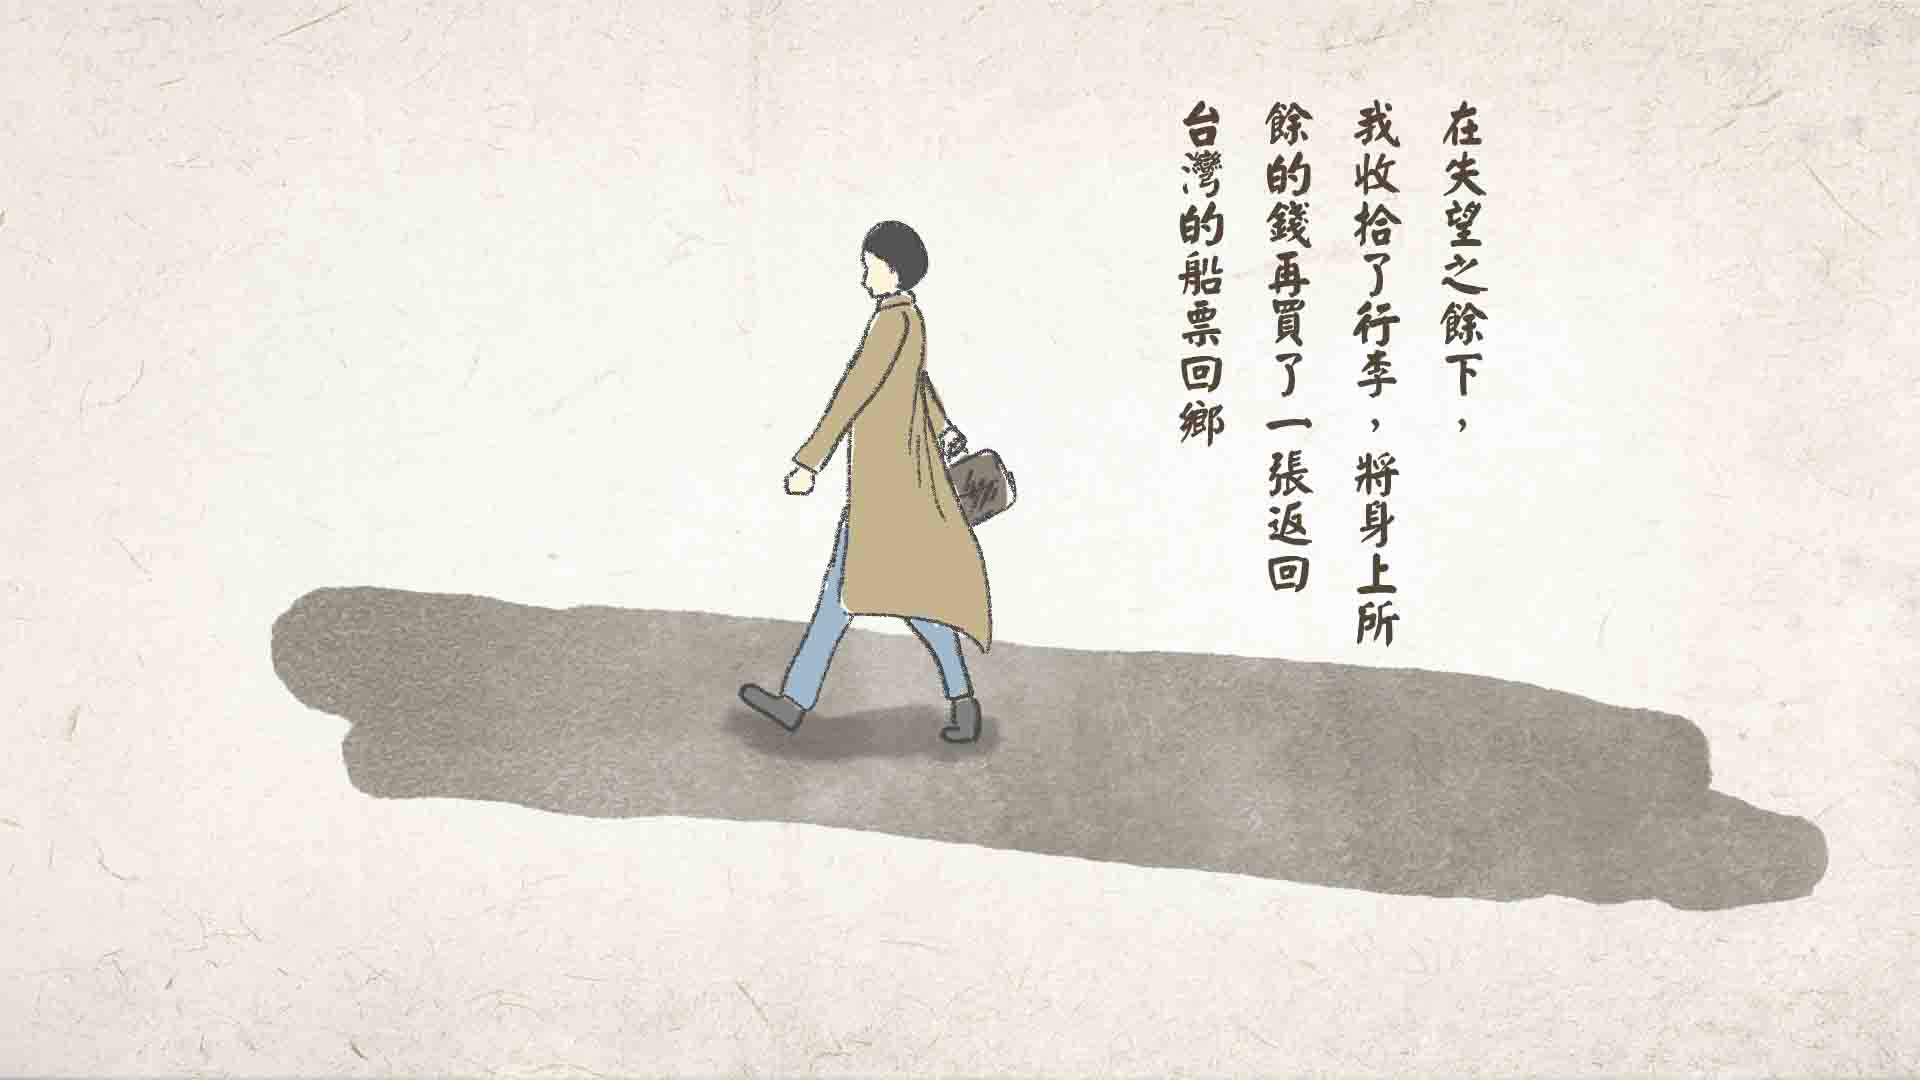 在失望之餘下，
我收拾了行李，將身上所
餘的錢再買了一張返回
台灣的船票回鄉